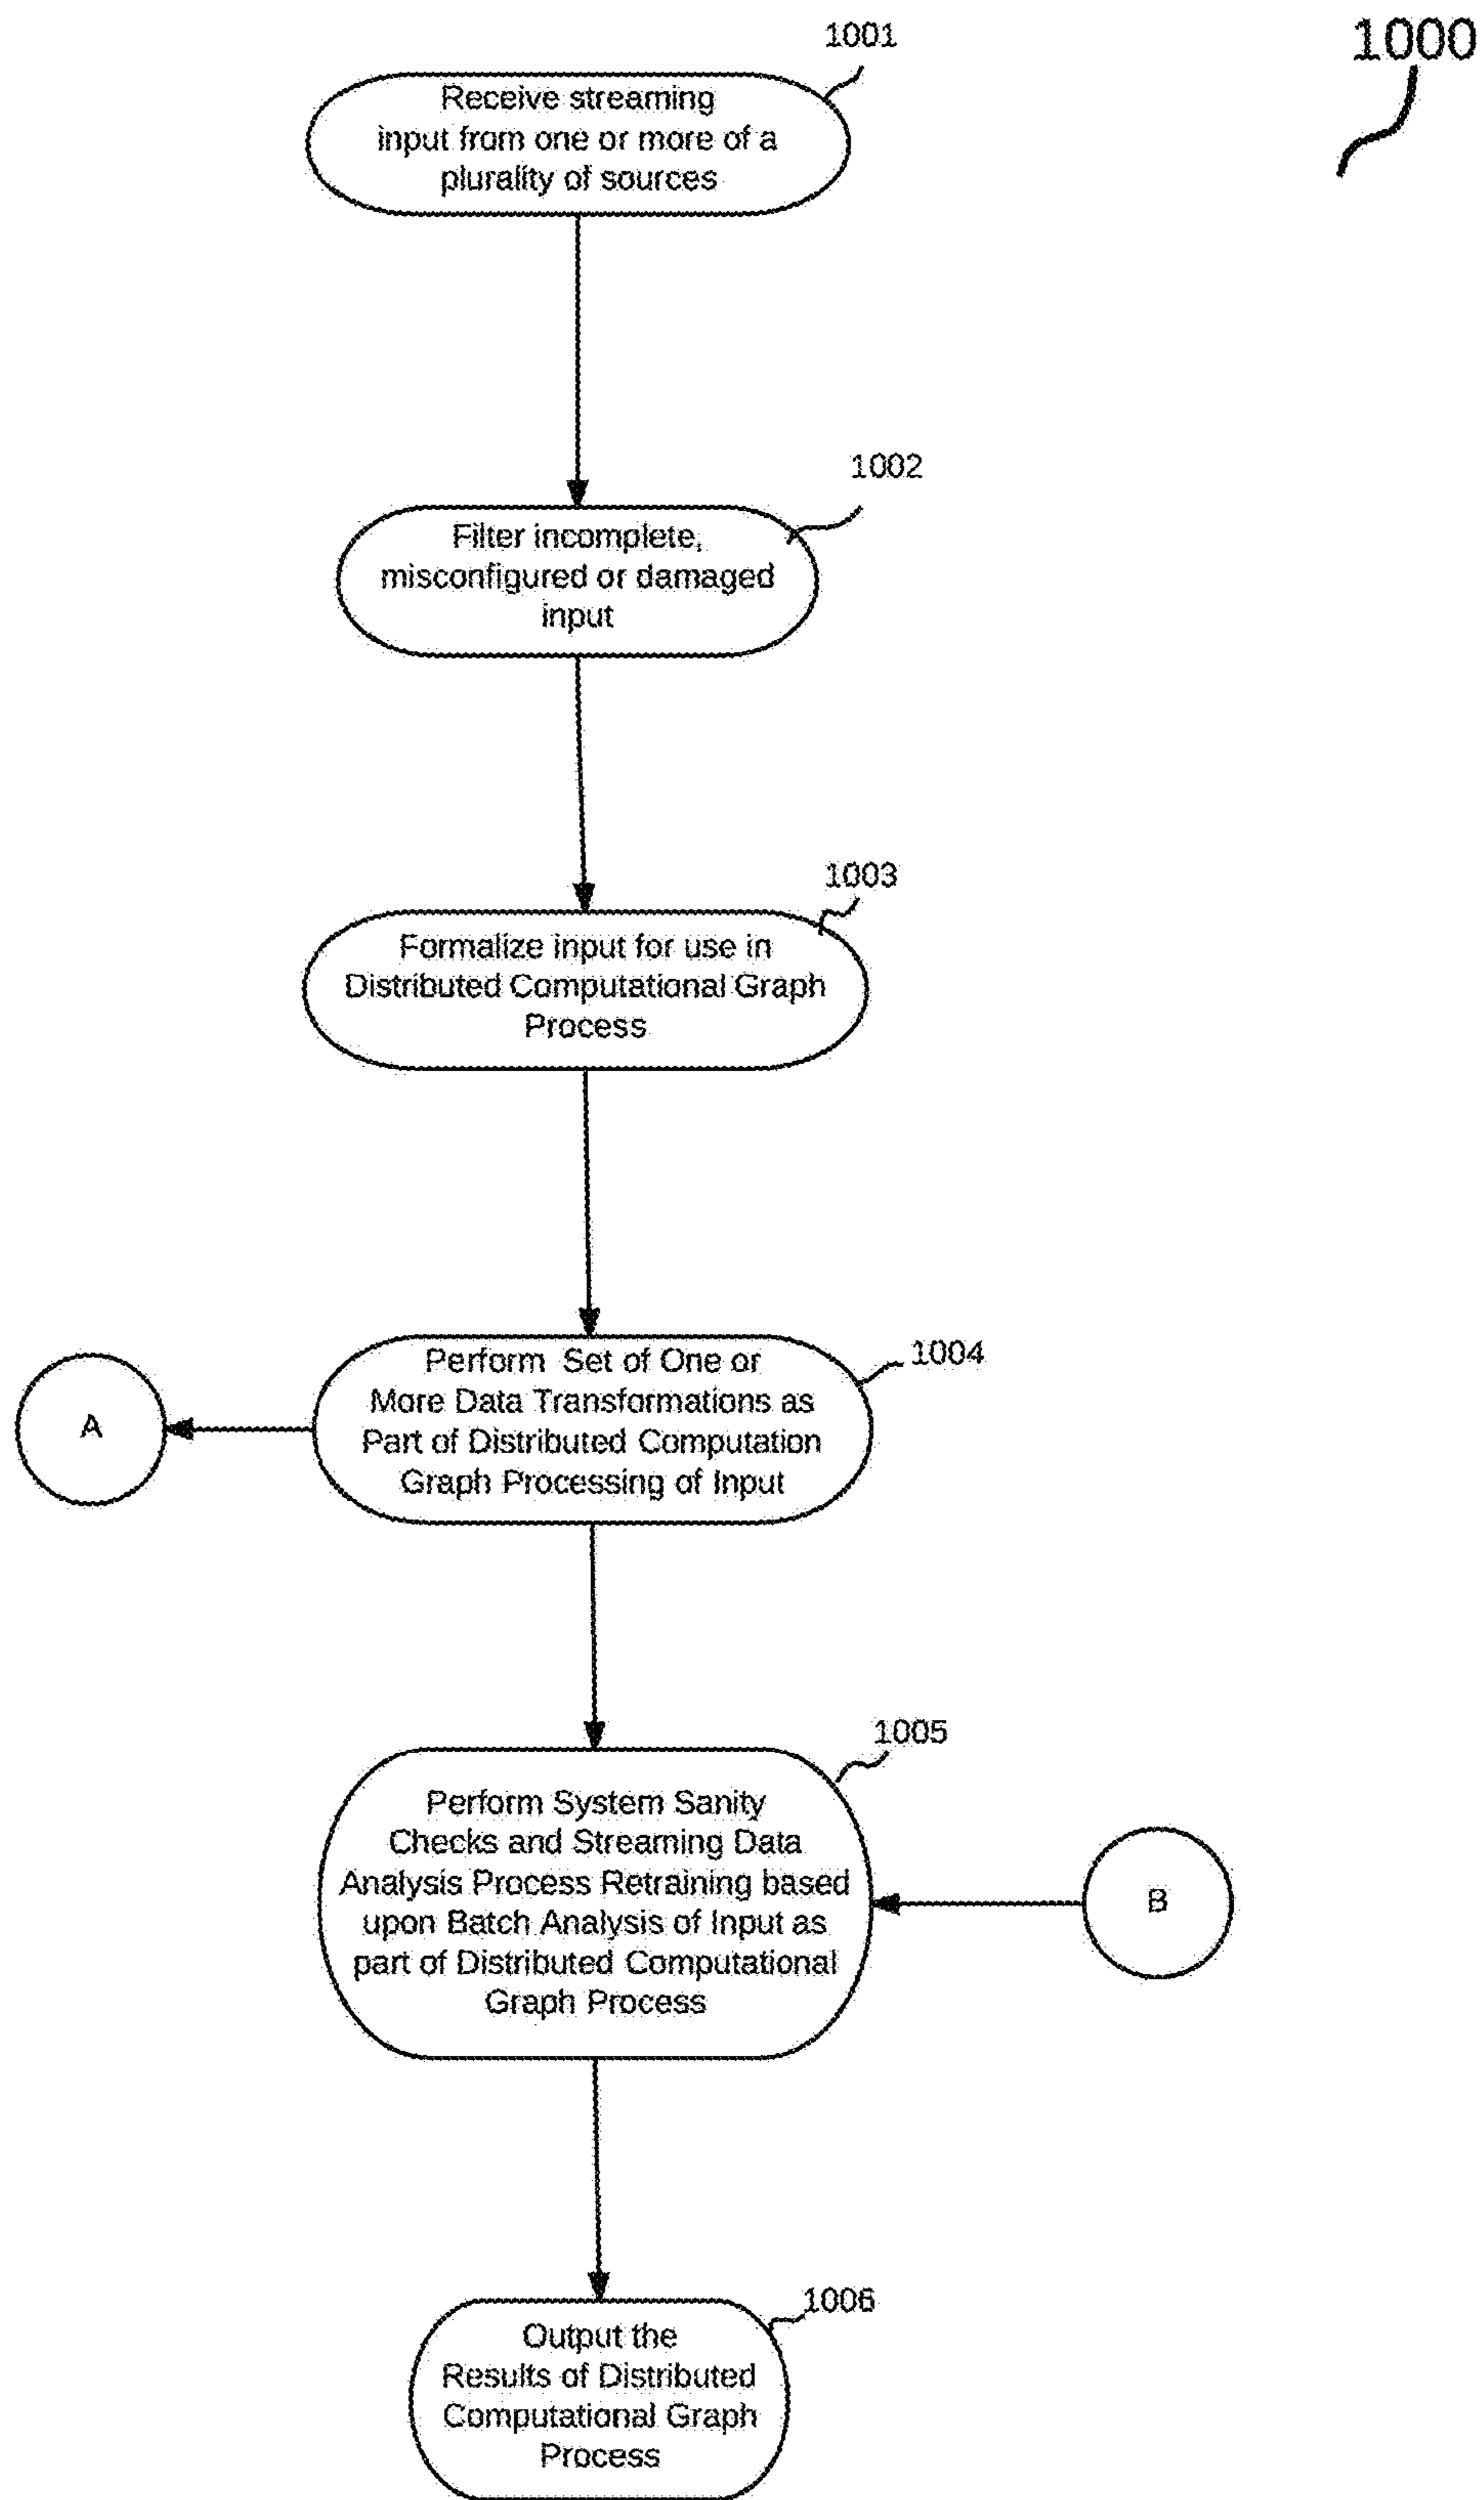 1000
1001
Receive streaming
input from one or more of a
plurality of sources
1002
Filter incomplete,
misconfigured or damaged
input
1003
Formalize input for use in
Distributed Computational Graph
Process
1004
Perform Set of One or
More Data Transformations as
Part of Distributed Computation
Graph Processing of Input
A
1005
Perform System Sanity
Checks and Streaming Data
Analysis Process Retraining based
upon Batch Analysis of Input as
part of Distributed Computational
Graph Process
B
1006
Output the
Results of Distributed
Computational Graph
Process